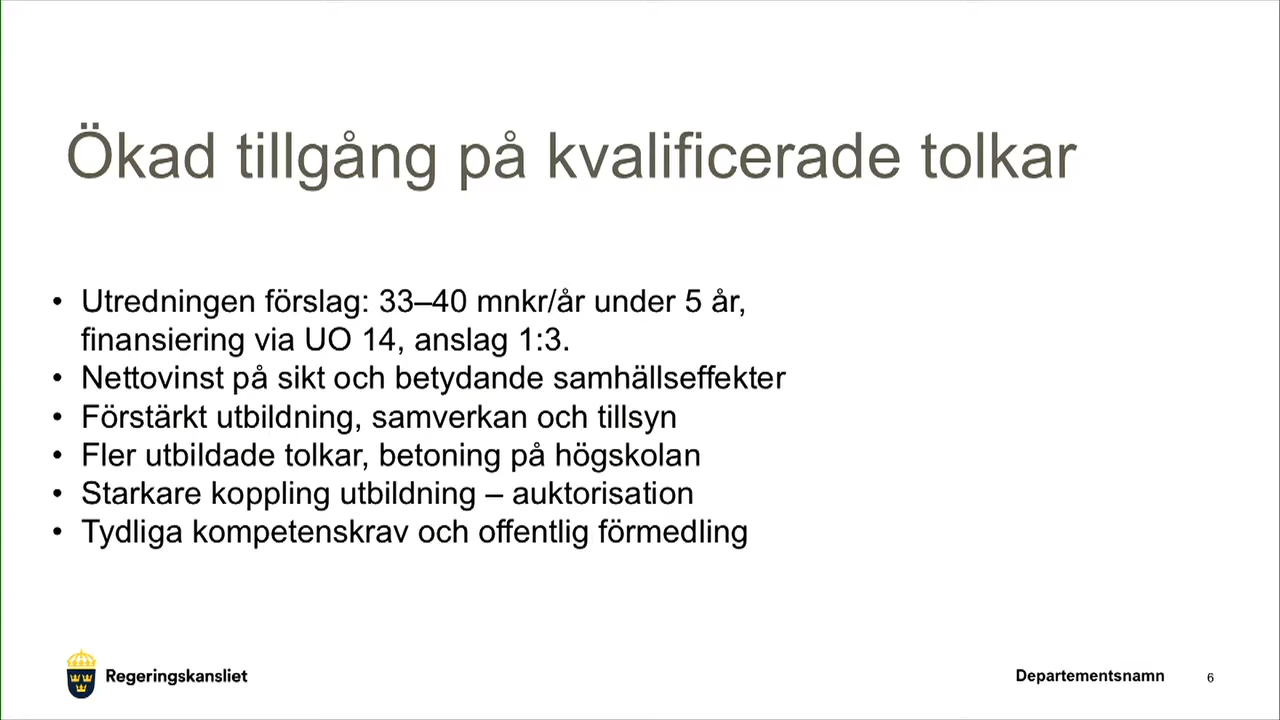 Ökad tillgång på kvalificerade tolkar
• Utredningen förslag: 33–40 mnkr/år under 5 år,
finansiering via UO 14, anslag 1:3.
• Nettovinst på sikt och betydande samhällseffekter
• Förstärkt utbildning, samverkan och tillsyn
• Fler utbildade tolkar, betoning på högskolan
• Starkare koppling utbildning – auktorisation
• Tydliga kompetenskrav och offentlig förmedling
Regeringskansliet
Departementsnamn
6